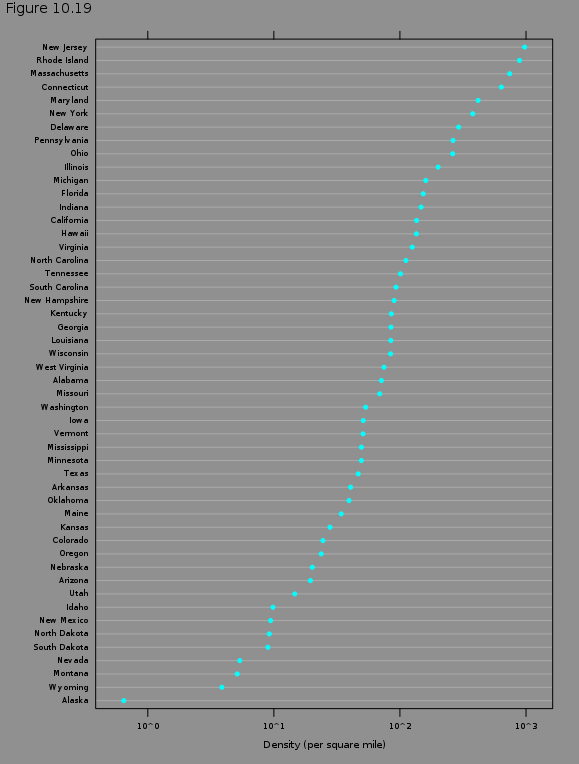 Figure 10.19
New Jersey
Rhode Island
Massachusetts
Connecticut
Maryland
New York
Delaware
Pennsylvania
Ohio
Illinois
Michigan
Florida
Indiana
California
Hawaii
Virginia
North Carolina
Tennessee
South Carolina
New Hampshire
Kentucky
Georgia
Louisiana
Wisconsin
West Virginia
Alabama
Missouri
Washington
Iowa
Vermont
Mississippi
Minnesota
Texas
Arkansas
Oklahoma
Maine
Kansas
Colorado
Oregon
Nebraska
Arizona
Utah
Idaho
New Mexico
North Dakota
South Dakota
Nevada
Montana
Wyoming
Alaska
10^0 10^1 10^2 10^3
Density (per square mile)